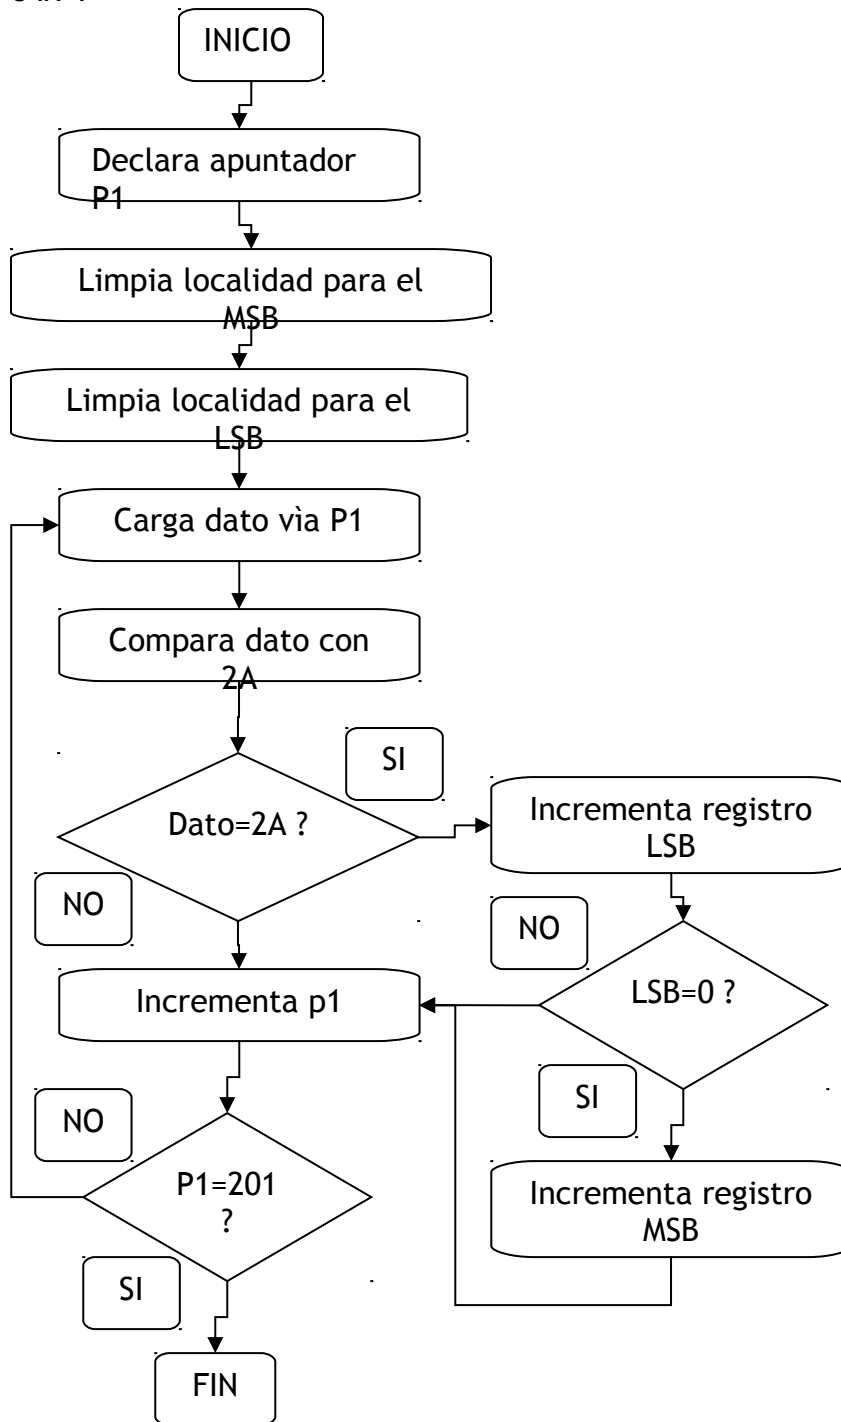 INICIO
Declara apuntador
P1
Limpia localidad para el
MSB
Limpia localidad para el
LSB
Carga dato vìa P1
Compara dato con
2A
SI
Dato=2A ?
Incrementa registro
LSB
NO
NO
LSB=0 ?
Incrementa p1
SI
NO
P1=201
?
Incrementa registro
MSB
SI
FIN